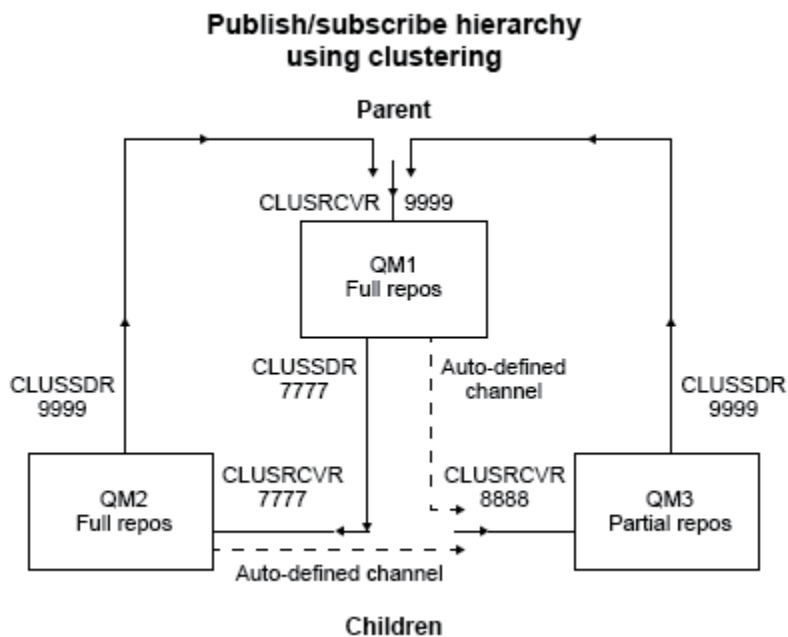 Publish/subscribe hierarchy
using clustering
Parent
CLUSRCVR 9999
QM1
Full repos
CLUSSDR
7777
Auto-defined
channel
CLUSSDR
9999
CLUSSDR
9999
CLUSRCVR
7777
CLUSRCVR
8888
QM2
Full repos
QM3
Partial repos
Auto-defined channel
Children